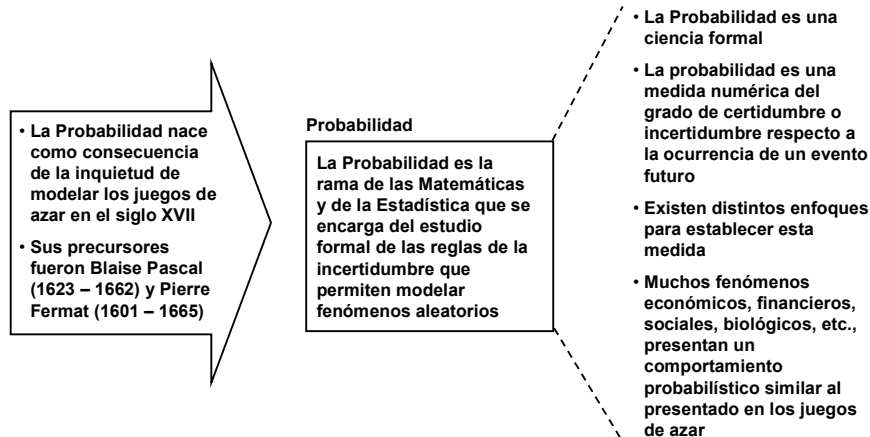 • La Probabilidad nace
como consecuencia
de la inquietud de
modelar los juegos de
azar en el siglo XVII
• Sus precursores
fueron Blaise Pascal
(1623 – 1662) y Pierre
Fermat (1601 – 1665)
Probabilidad
La Probabilidad es la
rama de las Matemáticas
y de la Estadística que se
encarga del estudio
formal de las reglas de la
incertidumbre que
permiten modelar
fenómenos aleatorios
• La Probabilidad es una
ciencia formal
• La probabilidad es una
medida numérica del
grado de certidumbre o
incertidumbre respecto a
la ocurrencia de un evento
futuro
• Existen distintos enfoques
para establecer esta
medida
• Muchos fenómenos
económicos, financieros,
sociales, biológicos, etc.,
presentan un
comportamiento
probabilístico similar al
presentado en los juegos
de azar